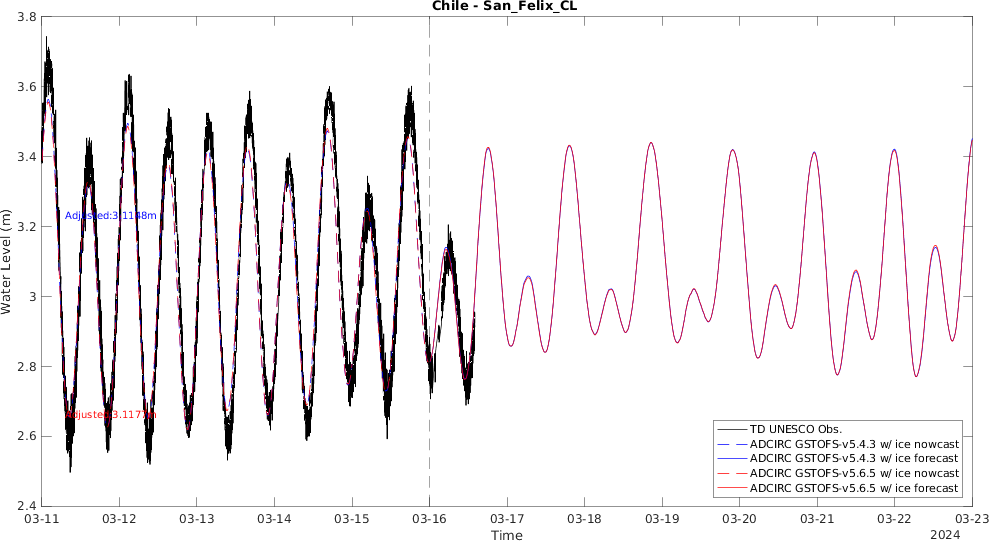 Chile - San_Felix_CL
3.8
3.6
3.4
3.2
3
2.8
2.6
2.4
Water Level (m)
Adjusted:3.1148m
Adjusted:3.1177m
TD UNESCO Obs.
ADCIRC GSTOFS-v5.4.3 w/ ice nowcast
ADCIRC GSTOFS-v5.4.3 w/ ice forecast
ADCIRC GSTOFS-v5.6.5 w/ ice nowcast
ADCIRC GSTOFS-v5.6.5 w/ ice forecast
03-11 03-12 03-13 03-14 03-15 03-16 03-17 03-18 03-19 03-20 03-21 03-22 03-23
Time
2024